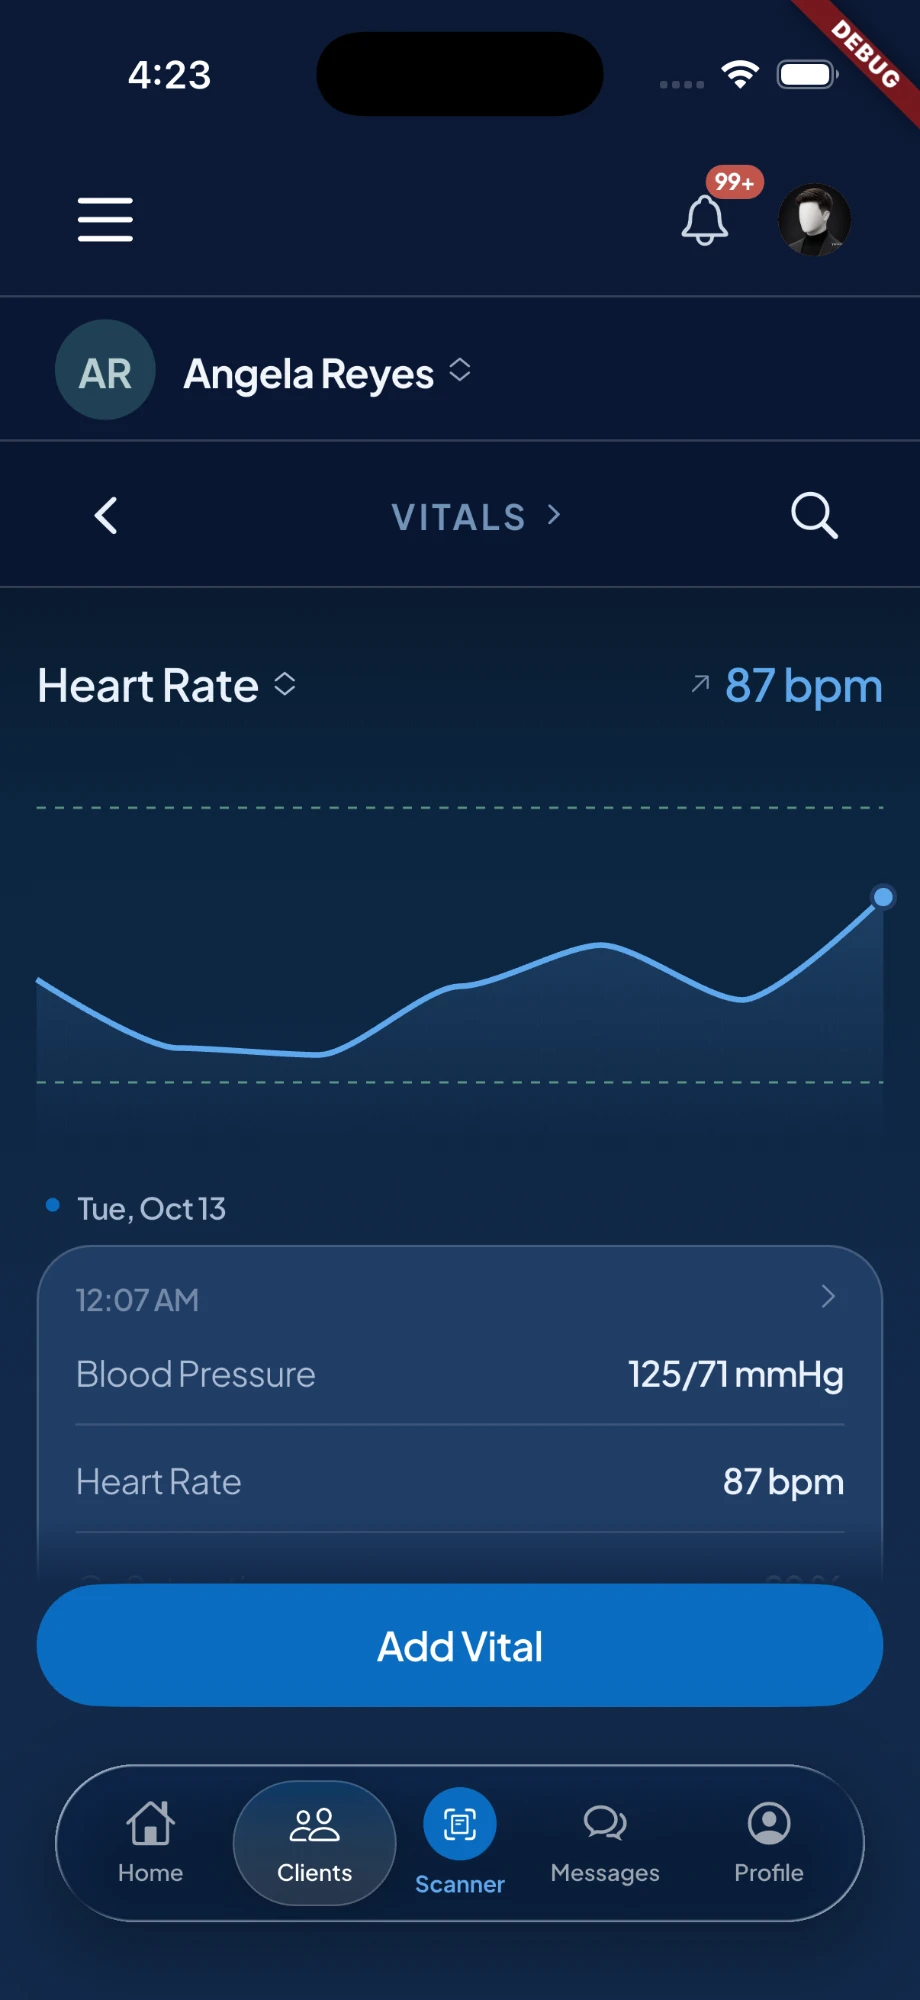 4:23
DEBUG
99+
AR
Angela Reyes
VITALS
Heart Rate
87 bpm
Tue, Oct 13
12:07 AM
Blood Pressure
125/71 mmHg
Heart Rate
87 bpm
Add Vital
Home
Clients
Scanner
Messages
Profile